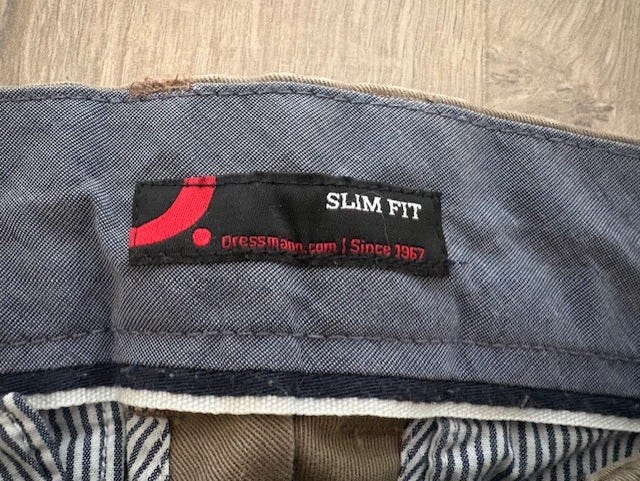 SLIM FIT
Dressmann.com | Since 1967